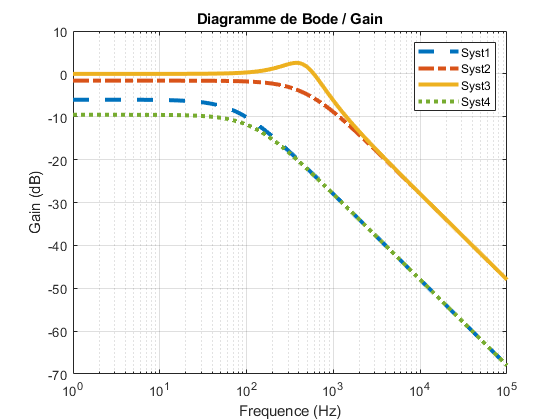 Diagramme de Bode / Gain
10
0
-10
-20
-30
-40
-50
-60
-70
Gain (dB)
Syst1
Syst2
Syst3
Syst4
10^0 10^1 10^2 10^3 10^4 10^5
Frequence (Hz)